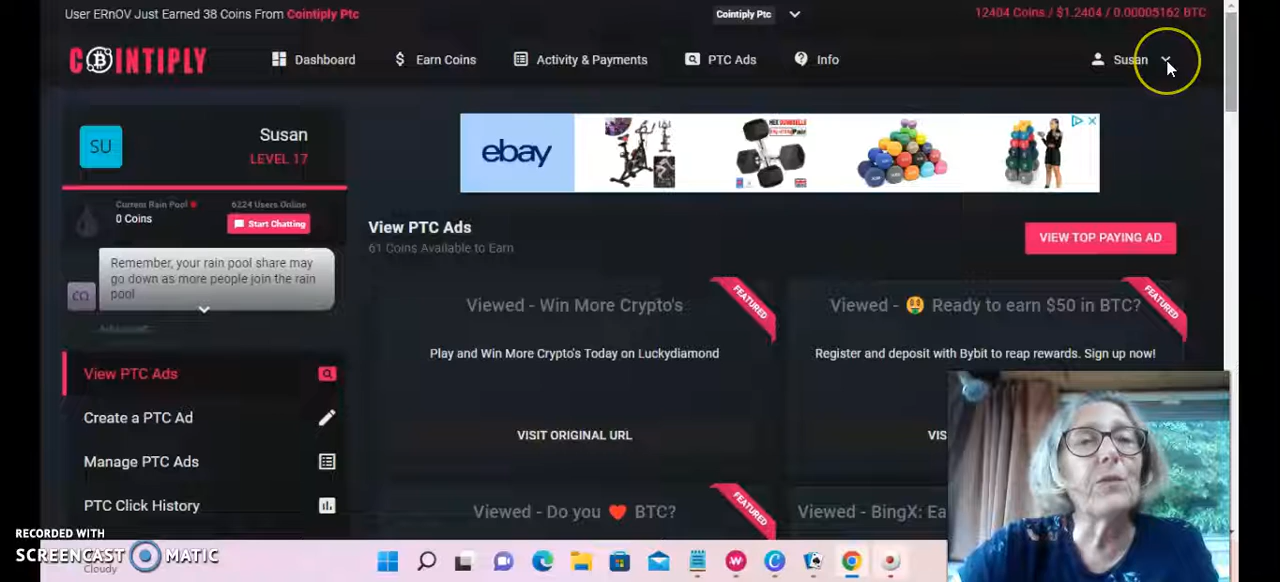 User ERnOV Just Earned 38 Coins From Cointiply Ptc
Cointiply Ptc
12404 Coins / $1.2404 / 0.00005162 BTC
COINTIPLY
Dashboard
Earn Coins
Activity & Payments
PTC Ads
Info
Susan
SU
Susan
LEVEL 17
Current Rain Pool
6224 Users Online
0 Coins
Start Chatting
Remember, your rain pool share may
go down as more people join the rain
pool
CO
ebay
View PTC Ads
61 Coins Available to Earn
VIEW TOP PAYING AD
Viewed - Win More Crypto's
FEATURED
Play and Win More Crypto's Today on Luckydiamond
VISIT ORIGINAL URL
Viewed - 🤑 Ready to earn $50 in BTC?
FEATURED
Register and deposit with Bybit to reap rewards. Sign up now!
VIS
View PTC Ads
Create a PTC Ad
Manage PTC Ads
PTC Click History
Viewed - Do you ❤️ BTC?
FEATURED
Viewed - BingX: Ea
RECORDED WITH
SCREENCAST MATIC
Cloudy